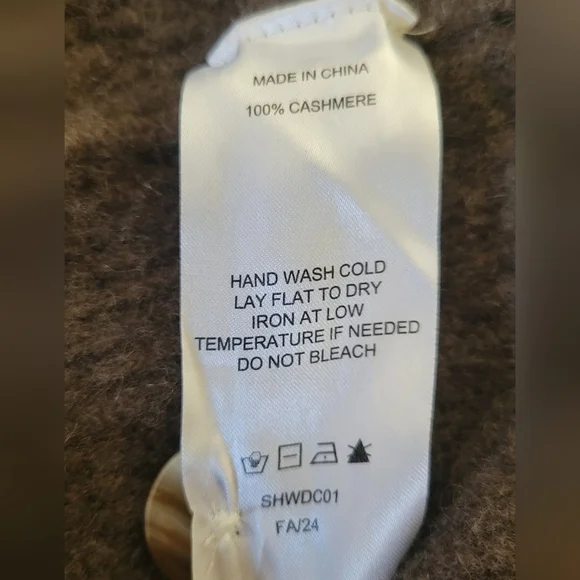 MADE IN CHINA
100% CASHMERE
HAND WASH COLD
LAY FLAT TO DRY
IRON AT LOW
TEMPERATURE IF NEEDED
DO NOT BLEACH
SHWDC01
FA/24